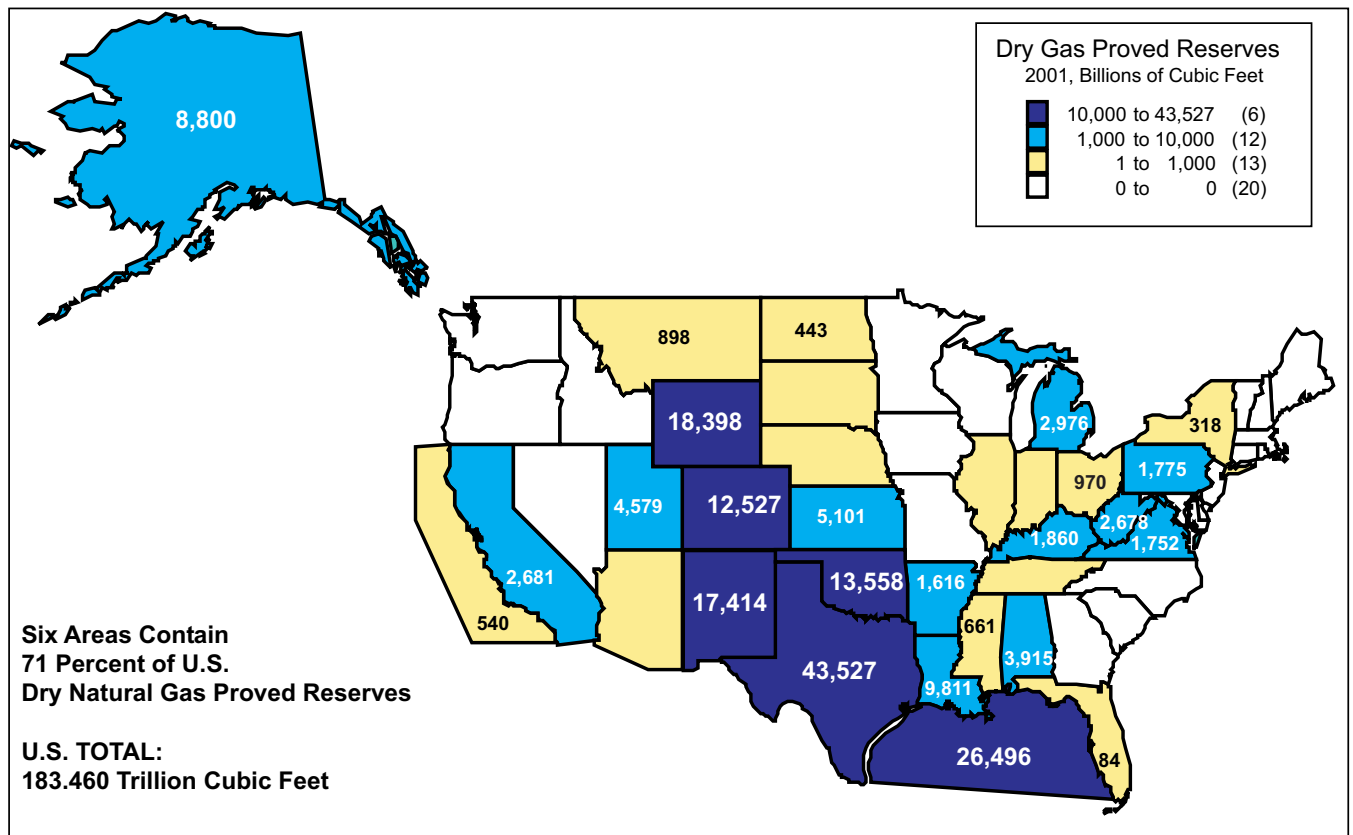 Dry Gas Proved Reserves
2001, Billions of Cubic Feet
10,000 to 43,527 (6)
1,000 to 10,000 (12)
1 to 1,000 (13)
0 to 0 (20)
8,800
898
443
18,398
2,976
318
4,579
12,527
5,101
970
1,775
2,678
1,860
1,752
2,681
17,414
13,558
1,616
540
661
43,527
9,811
3,915
26,496
84
Six Areas Contain
71 Percent of U.S.
Dry Natural Gas Proved Reserves
U.S. TOTAL:
183.460 Trillion Cubic Feet